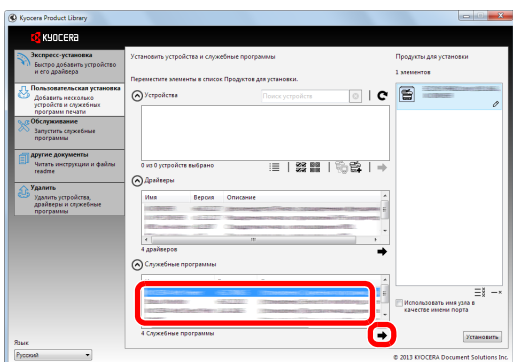 Kyocera Product Library
KYOCERA
Экспресс-установка
Быстро добавить устройство
и его драйвера
Пользовательская установка
Добавить несколько
устройств и служебных
программ печати
Обслуживание
Запустить служебные
программы
Другие документы
Читать инструкции и файлы
readme
Удалить
Удалить устройства,
драйверы и служебные
программы
Язык
Русский
Установить устройства и служебные программы
Переместите элементы в список Продуктов для установки.
Устройства
Поиск устройств
0 из 0 устройств выбрано
Драйверы
Имя Версия Описание
4 драйверов
Служебные программы
4 Служебные программы
Продукты для установки
1 элементов
Использовать имя узла в
качестве имени порта
Установить
© 2013 KYOCERA Document Solutions Inc.